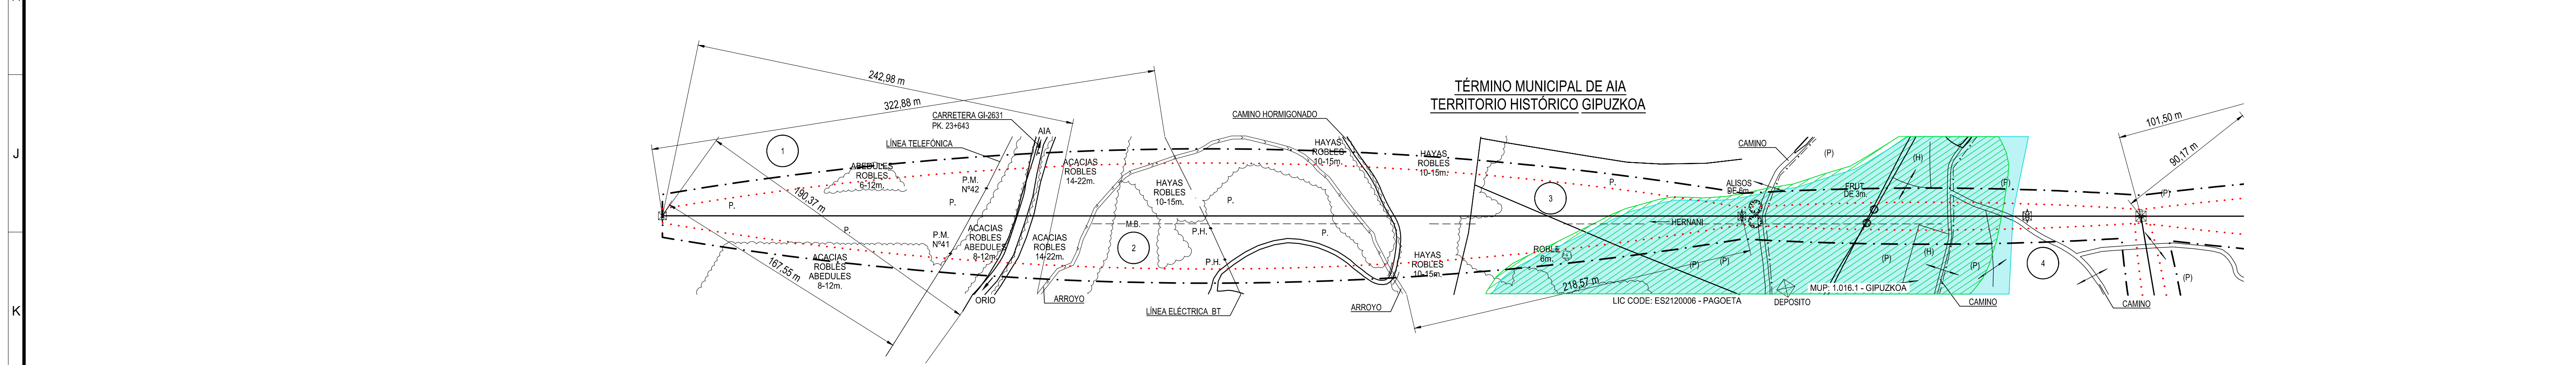 J
K
242,98 m
322,88 m
190,37 m
167,55 m
1
CARRETERA GI-2631
PK. 23+643
AIA
LÍNEA TELEFÓNICA
ABEDULES
ROBLES
6-12m.
P.
P.
P.M.
Nº42
P.
P.M.
Nº41
ACACIAS
ROBLES
ABEDULES
8-12m.
ACACIAS
ROBLES
ABEDULES
8-12m.
ACACIAS
ROBLES
14-22m.
ACACIAS
ROBLES
14-22m.
ORIO
ARROYO
HAYAS
ROBLES
10-15m.
M.B.
2
P.H.
P.H.
P.
P.
LÍNEA ELÉCTRICA BT
CAMINO HORMIGONADO
HAYAS
ROBLES
10-15m.
HAYAS
ROBLES
10-15m.
HAYAS
ROBLES
10-15m.
ARROYO
TÉRMINO MUNICIPAL DE AIA
TERRITORIO HISTÓRICO GIPUZKOA
3
P.
HERNANI
ROBLE
6m.
218,57 m
LIC CODE: ES2120006 - PAGOETA
CAMINO
ALISOS
DE 6m.
(P)
(P)
(P)
FRUT.
DE 3m.
(H)
(P)
(P)
(H)
(P)
MUP: 1.016.1 - GIPUZKOA
DEPOSITO
CAMINO
4
CAMINO
101,50 m
90,17 m
(P)
(P)